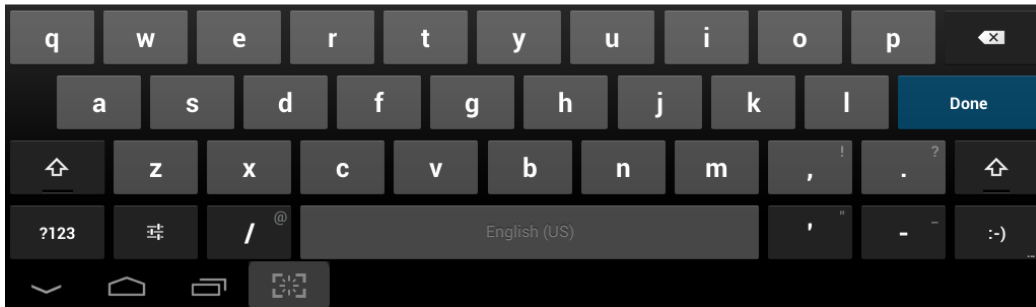 q w e r t y u i o p
a s d f g h j k l Done
! ?
z x c v b n m , .
@ " _
?123 / English (US) ' - :-)
...